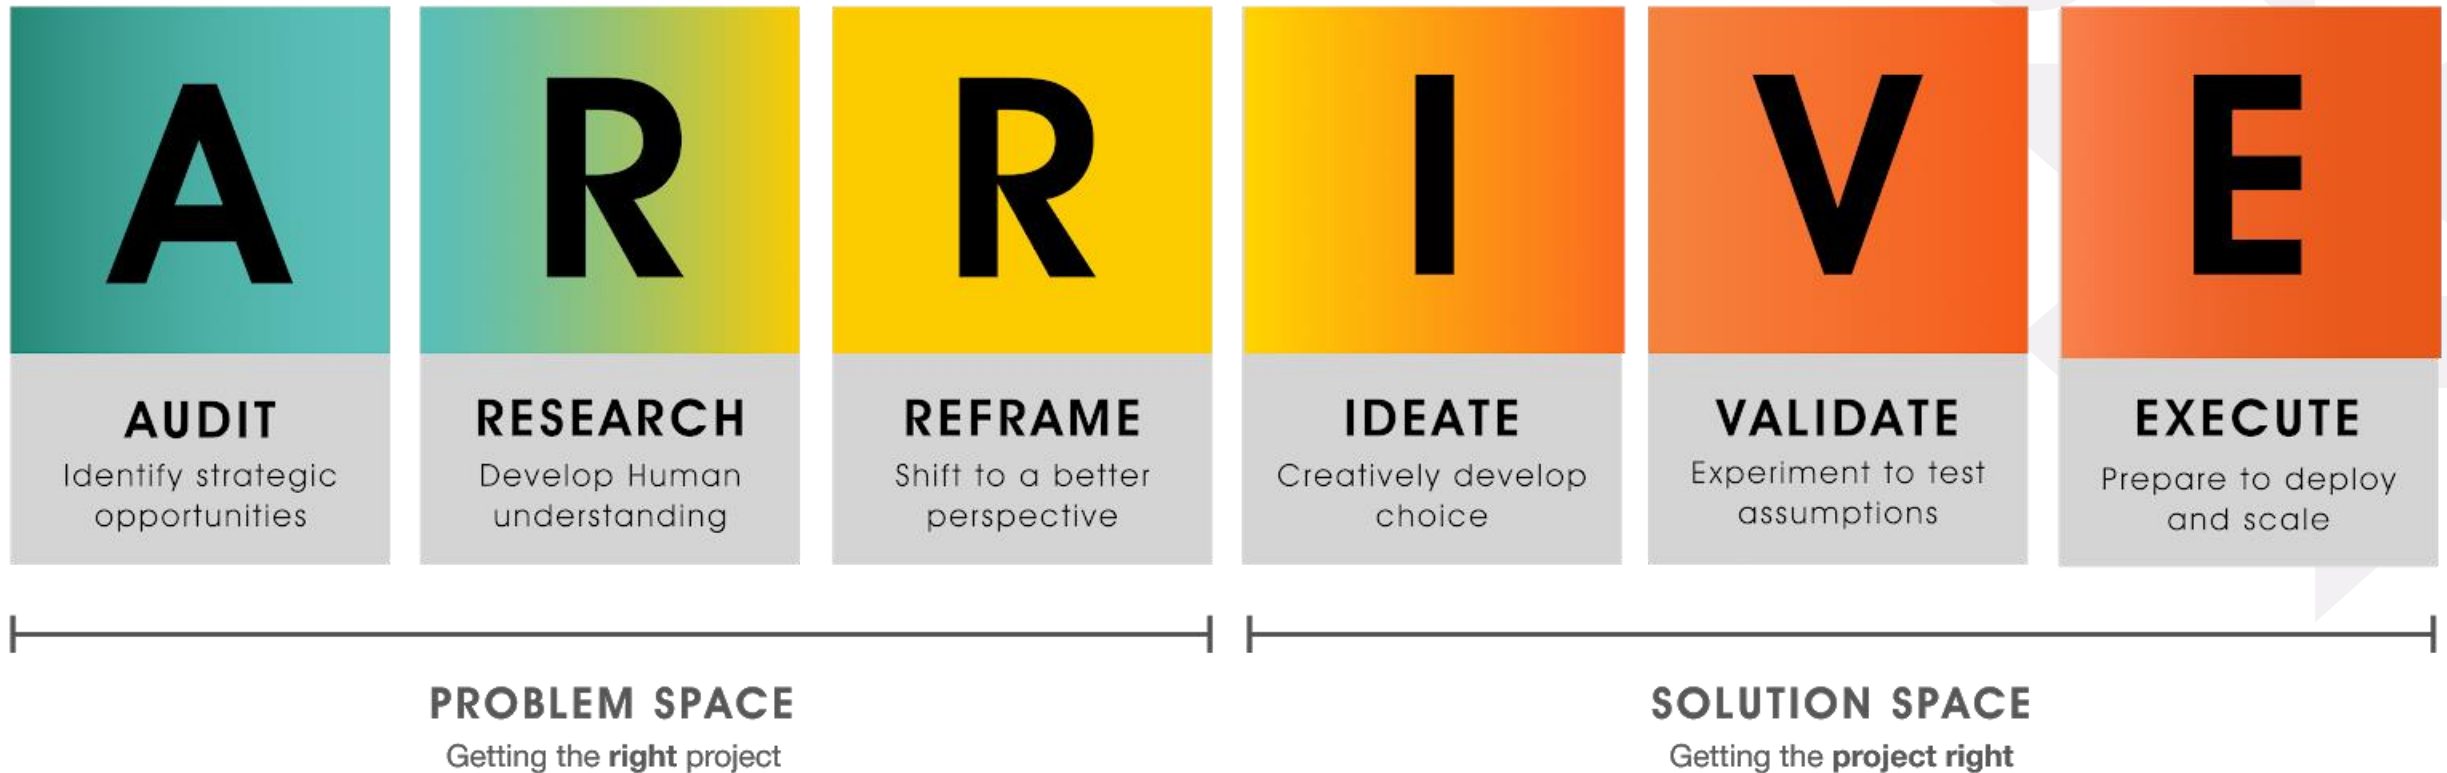 A
R
R
I
V
E
AUDIT
Identify strategic
opportunities
RESEARCH
Develop Human
understanding
REFRAME
Shift to a better
perspective
IDEATE
Creatively develop
choice
VALIDATE
Experiment to test
assumptions
EXECUTE
Prepare to deploy
and scale
PROBLEM SPACE
Getting the right project
SOLUTION SPACE
Getting the project right